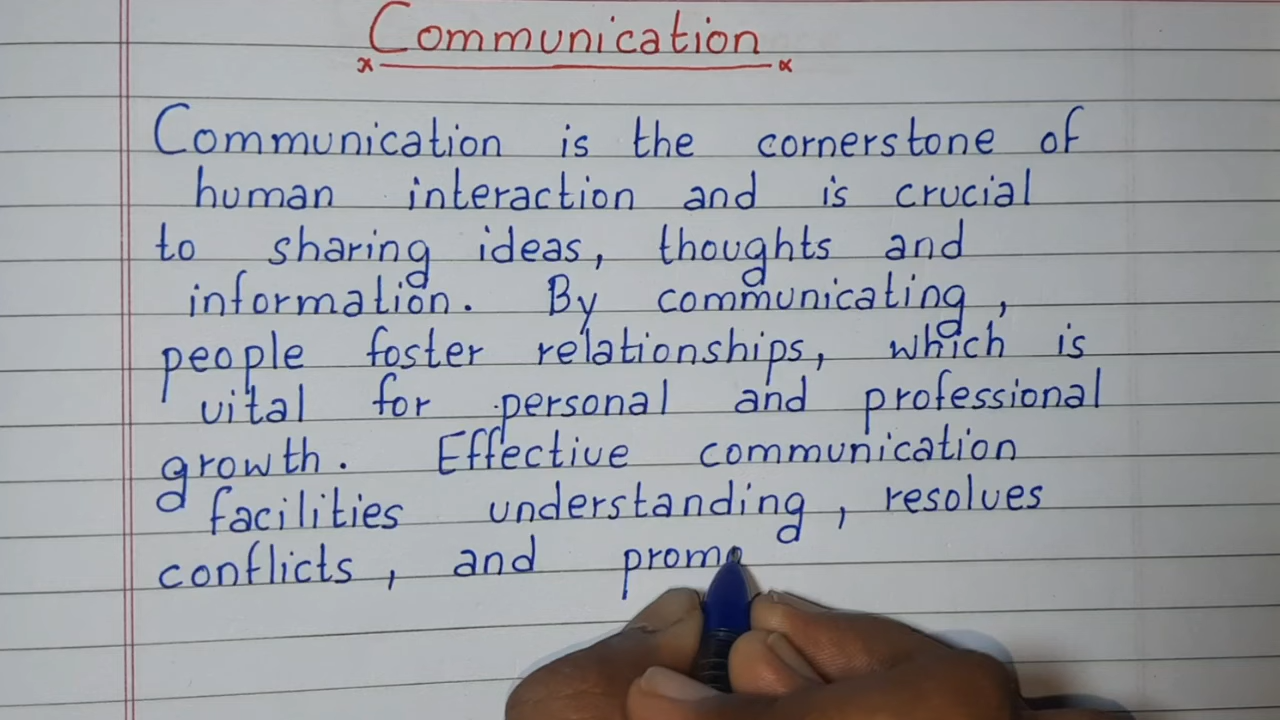 Communication
Communication is the cornerstone of
human interaction and is crucial
to sharing ideas, thoughts and
information. By communicating,
people foster relationships, which is
vital for personal and professional
growth. Effective communication
facilities understanding, resolves
conflicts, and promo